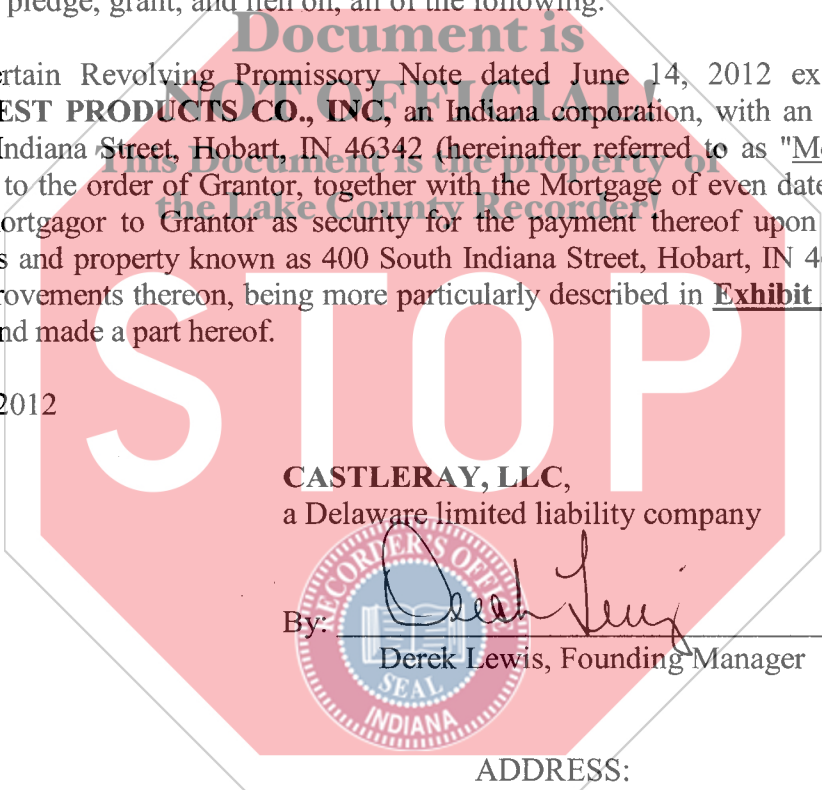 pledge, grant, and lien on, all of the following:
Document is
ertain Revolving Promissory Note dated June 14, 2012 ex
NOT OFFICIAL!
EST PRODUCTS CO., INC, an Indiana corporation, with an
Indiana Street, Hobart, IN 46342 (hereinafter referred to as "Mo
This Document is the property of
to the order of Grantor, together with the Mortgage of even date
the Lake County Recorder!
ortgagor to Grantor as security for the payment thereof upon
s and property known as 400 South Indiana Street, Hobart, IN 4
rovements thereon, being more particularly described in Exhibit
nd made a part hereof.
STOP
2012
CASTLERAY, LLC,
a Delaware limited liability company
By: Derek Lewis
Derek Lewis, Founding Manager
RECORDER'S OFFICE
SEAL
INDIANA
ADDRESS: